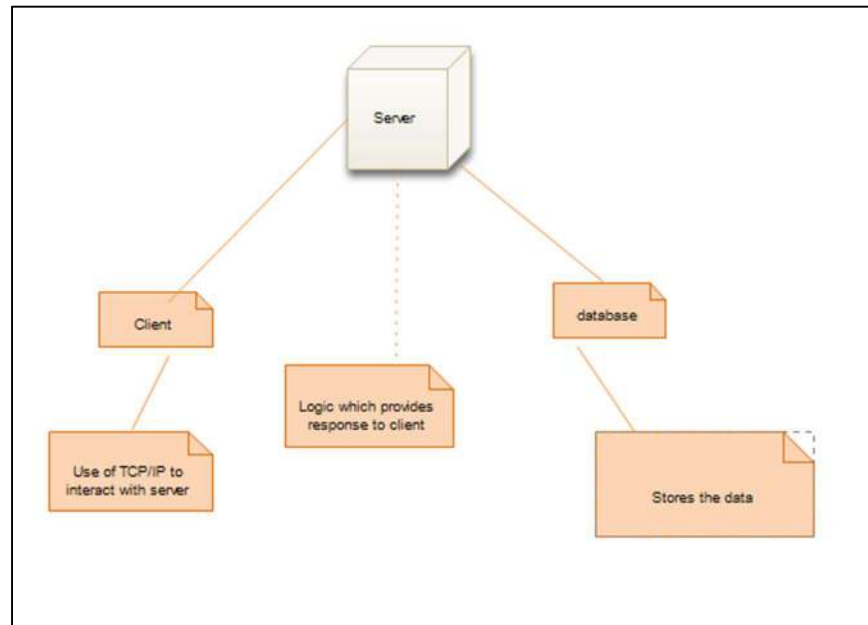 Server
Client
database
Logic which provides
response to client
Use of TCP/IP to
interact with server
Stores the data